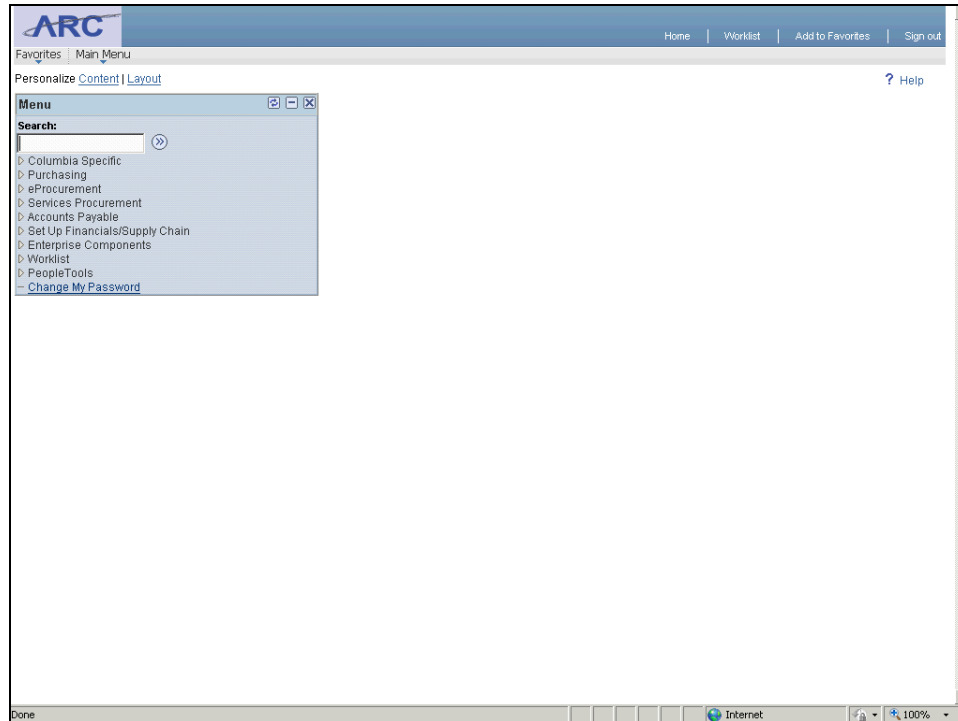 ARC
Home | Worklist | Add to Favorites | Sign out
Favorites Main Menu
Personalize Content | Layout
? Help
Menu
Search:
Columbia Specific
Purchasing
eProcurement
Services Procurement
Accounts Payable
Set Up Financials/Supply Chain
Enterprise Components
Worklist
PeopleTools
Change My Password
Done Internet 100%